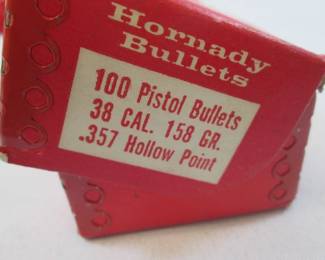 Hornady
Bullets
100 Pistol Bullets
38 CAL. 158 GR.
.357 Hollow Point